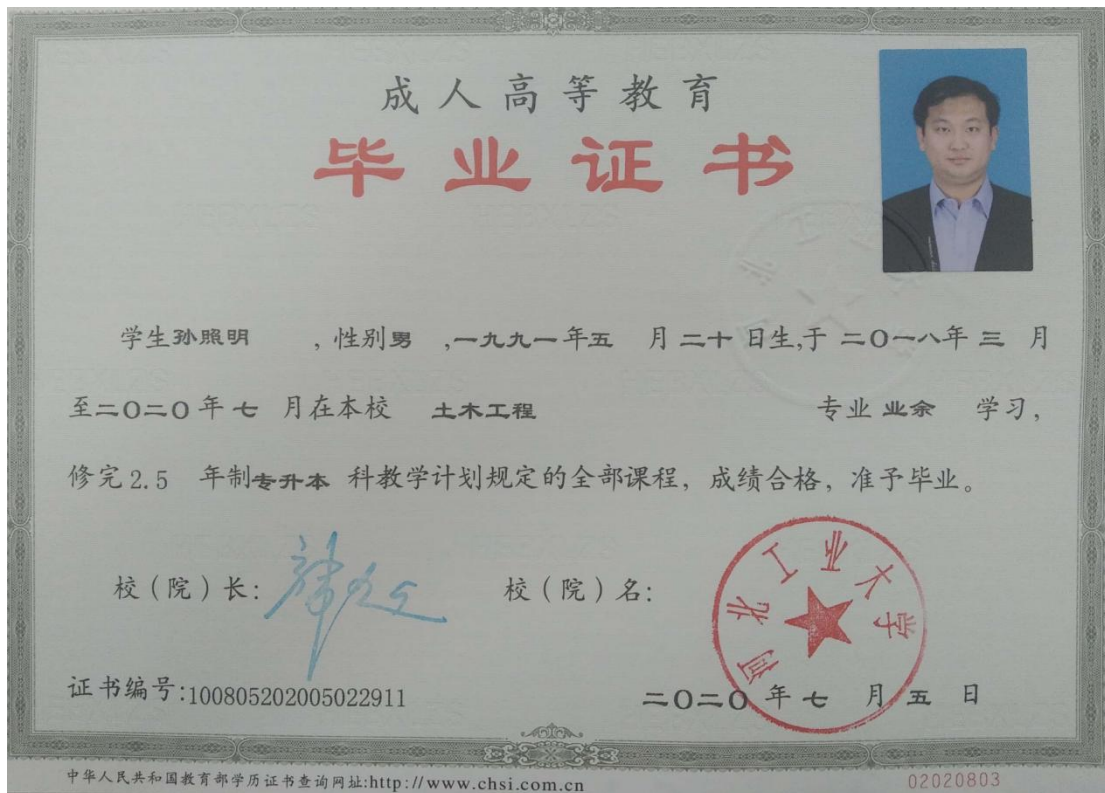 成人高等教育
毕业证书
学生孙照明 ，性别男 ，一九九一年五 月二十日生，于二〇一八年三 月
至二〇二〇年七 月在本校 土木工程 专业 业余 学习，
修完2.5 年制专升本 科教学计划规定的全部课程，成绩合格，准予毕业。
校（院）长： 校（院）名：
河北工业大学
证书编号：100805202005022911 二〇二〇年七 月五 日
中华人民共和国教育部学历证书查询网址：http://www.chsi.com.cn 02020803